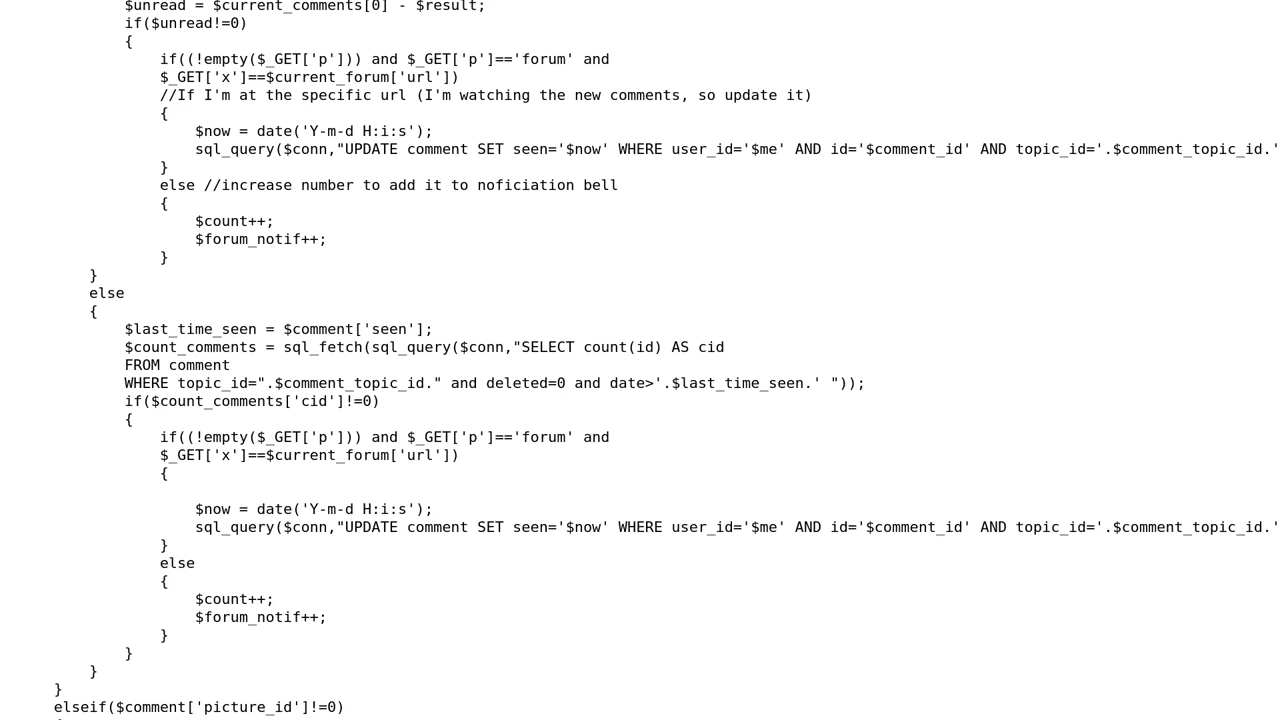 $unread = $current_comments[0] - $result;
if($unread!=0)
{
if((!empty($_GET['p'])) and $_GET['p']=='forum' and
$_GET['x']==$current_forum['url'])
//If I'm at the specific url (I'm watching the new comments, so update it)
{
$now = date('Y-m-d H:i:s');
sql_query($conn,"UPDATE comment SET seen='$now' WHERE user_id='$me' AND id='$comment_id' AND topic_id='.$comment_topic_id.'
}
else //increase number to add it to noficiation bell
{
$count++;
$forum_notif++;
}
}
else
{
$last_time_seen = $comment['seen'];
$count_comments = sql_fetch(sql_query($conn,"SELECT count(id) AS cid
FROM comment
WHERE topic_id=".$comment_topic_id." and deleted=0 and date>'.$last_time_seen.' "));
if($count_comments['cid']!=0)
{
if((!empty($_GET['p'])) and $_GET['p']=='forum' and
$_GET['x']==$current_forum['url'])
{
$now = date('Y-m-d H:i:s');
sql_query($conn,"UPDATE comment SET seen='$now' WHERE user_id='$me' AND id='$comment_id' AND topic_id='.$comment_topic_id.'
}
else
{
$count++;
$forum_notif++;
}
}
}
}
elseif($comment['picture_id']!=0)